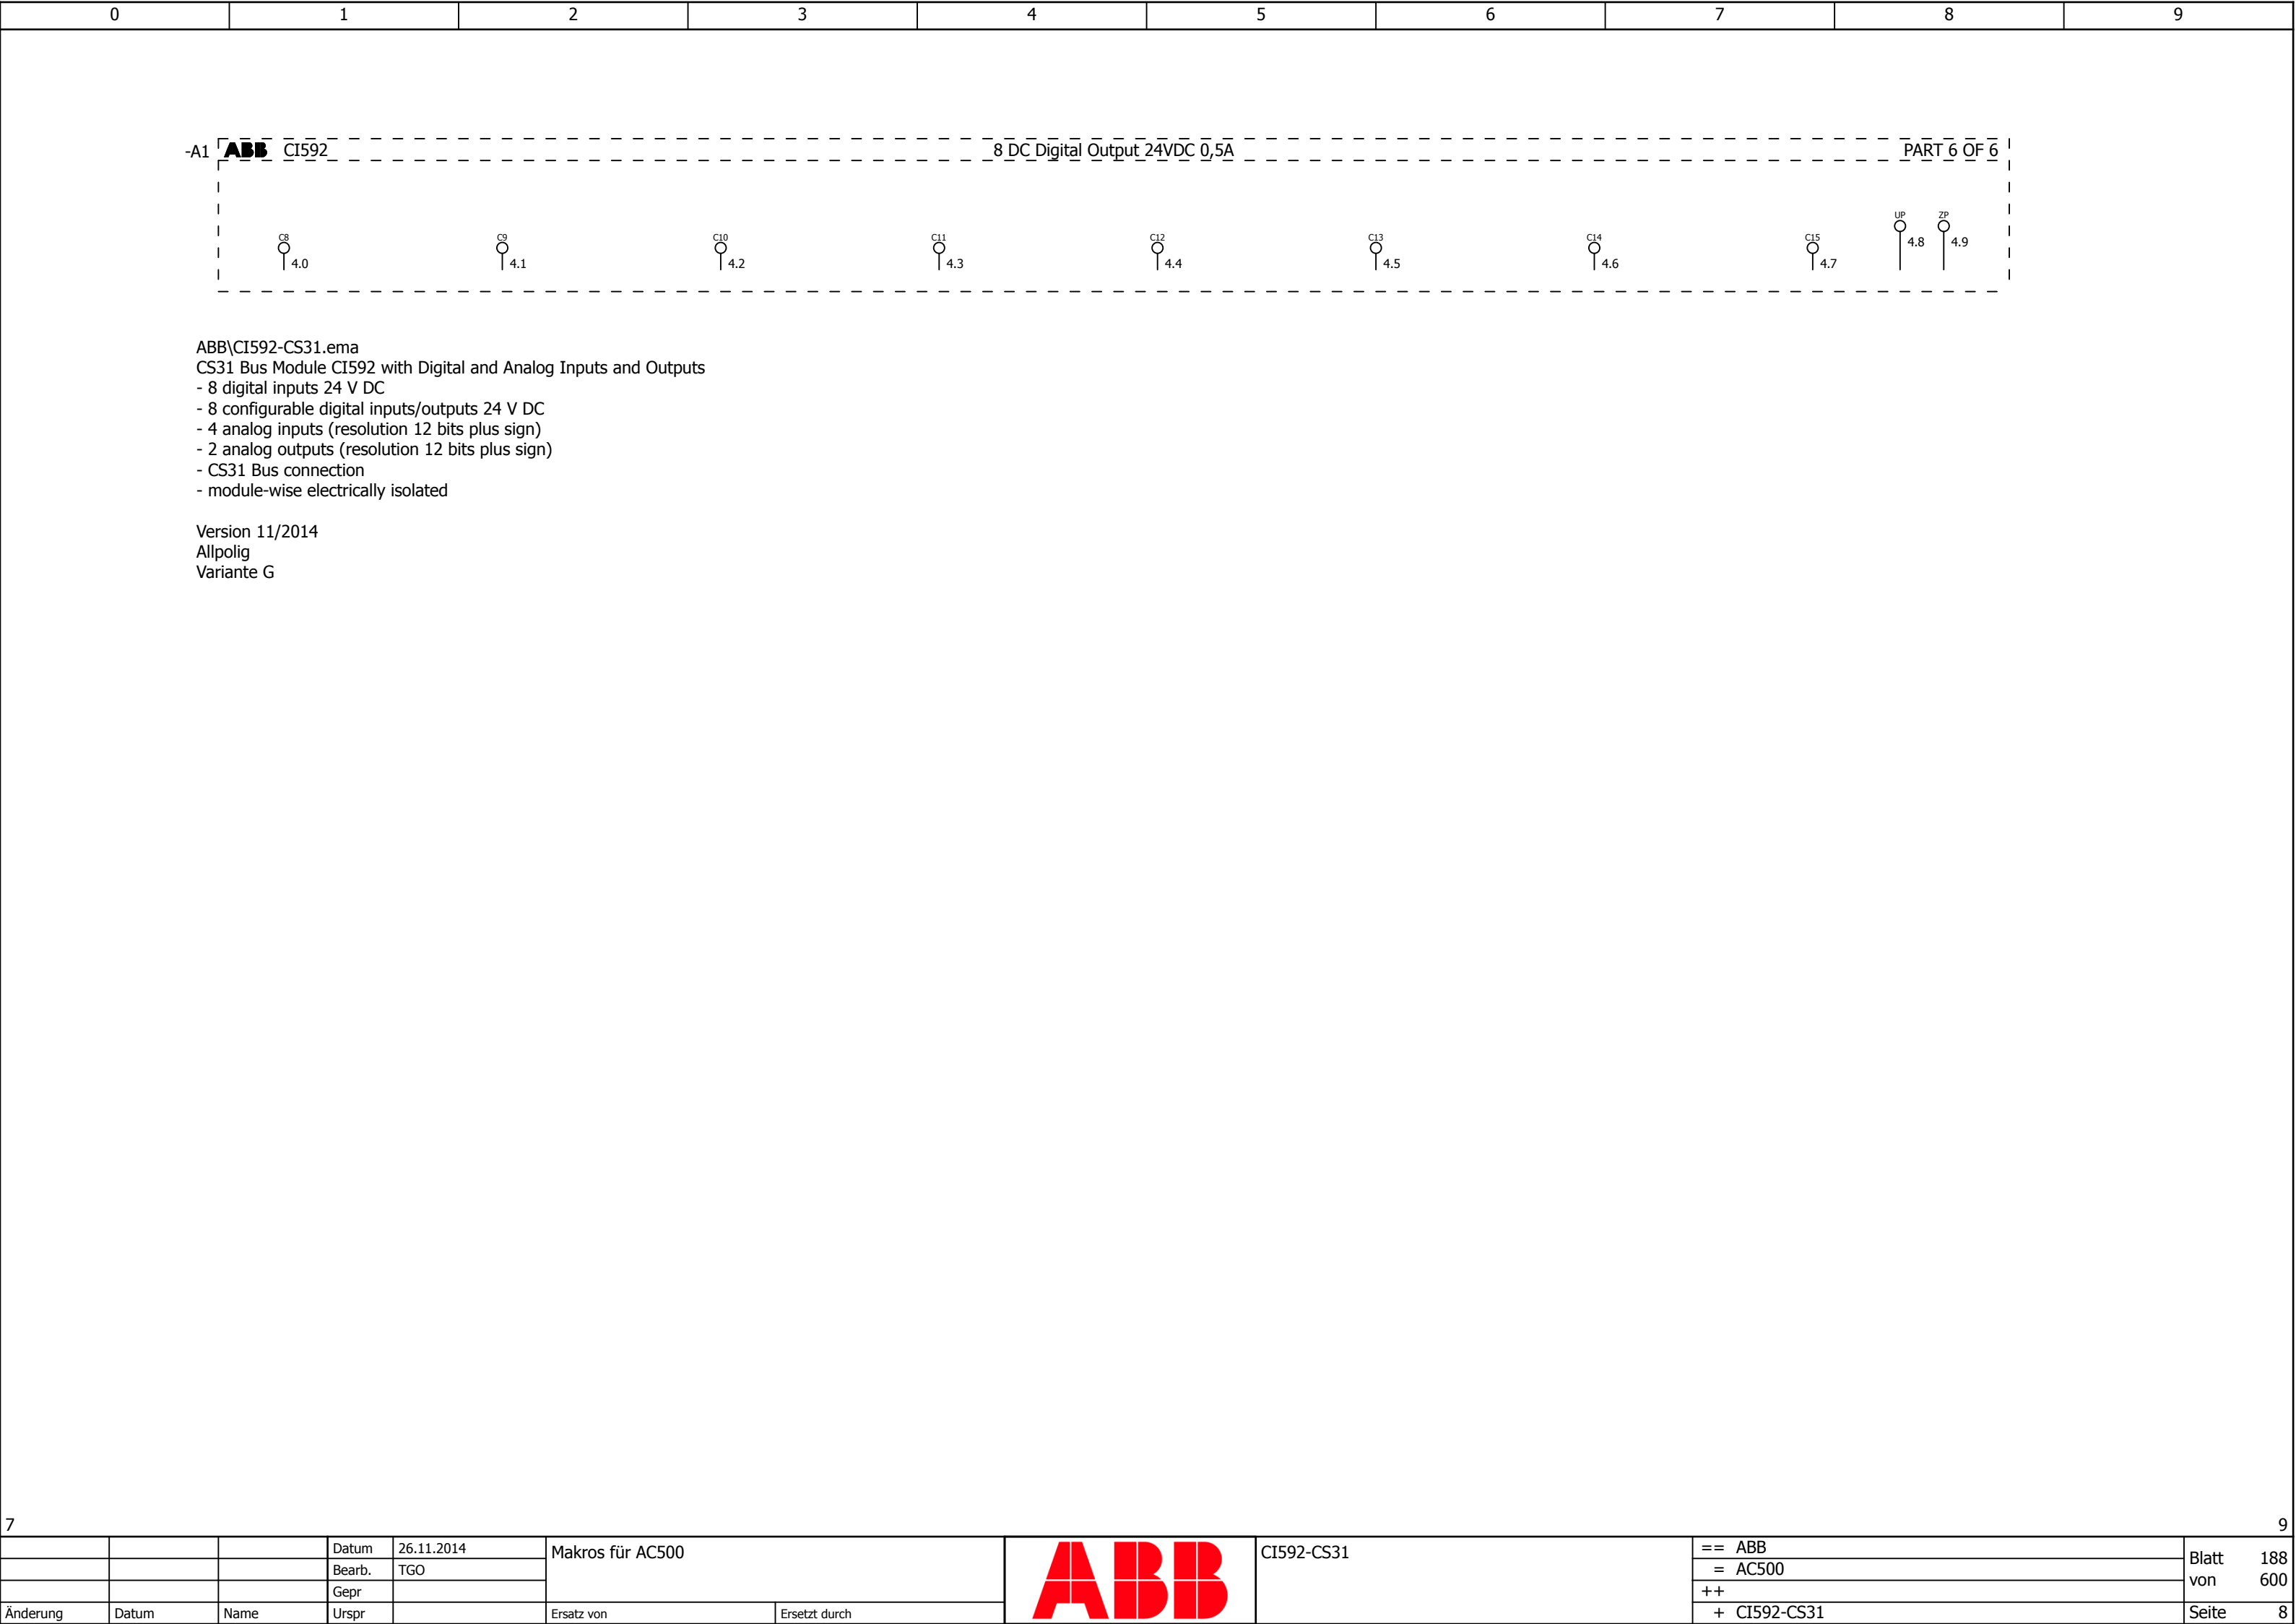 0 1 2 3 4 5 6 7 8 9
-A1 ABB CI592 8 DC Digital Output 24VDC 0,5A PART 6 OF 6
UP ZP
4.8 4.9
C8 C9 C10 C11 C12 C13 C14 C15
4.0 4.1 4.2 4.3 4.4 4.5 4.6 4.7
ABB\CI592-CS31.ema
CS31 Bus Module CI592 with Digital and Analog Inputs and Outputs
- 8 digital inputs 24 V DC
- 8 configurable digital inputs/outputs 24 V DC
- 4 analog inputs (resolution 12 bits plus sign)
- 2 analog outputs (resolution 12 bits plus sign)
- CS31 Bus connection
- module-wise electrically isolated
Version 11/2014
Allpolig
Variante G
7 9
Datum 26.11.2014
Bearb. TGO
Gepr
Änderung Datum Name Urspr
Makros für AC500
Ersatz von Ersetzt durch
ABB
CI592-CS31
== ABB
= AC500
++
+ CI592-CS31
Blatt 188
von 600
Seite 8